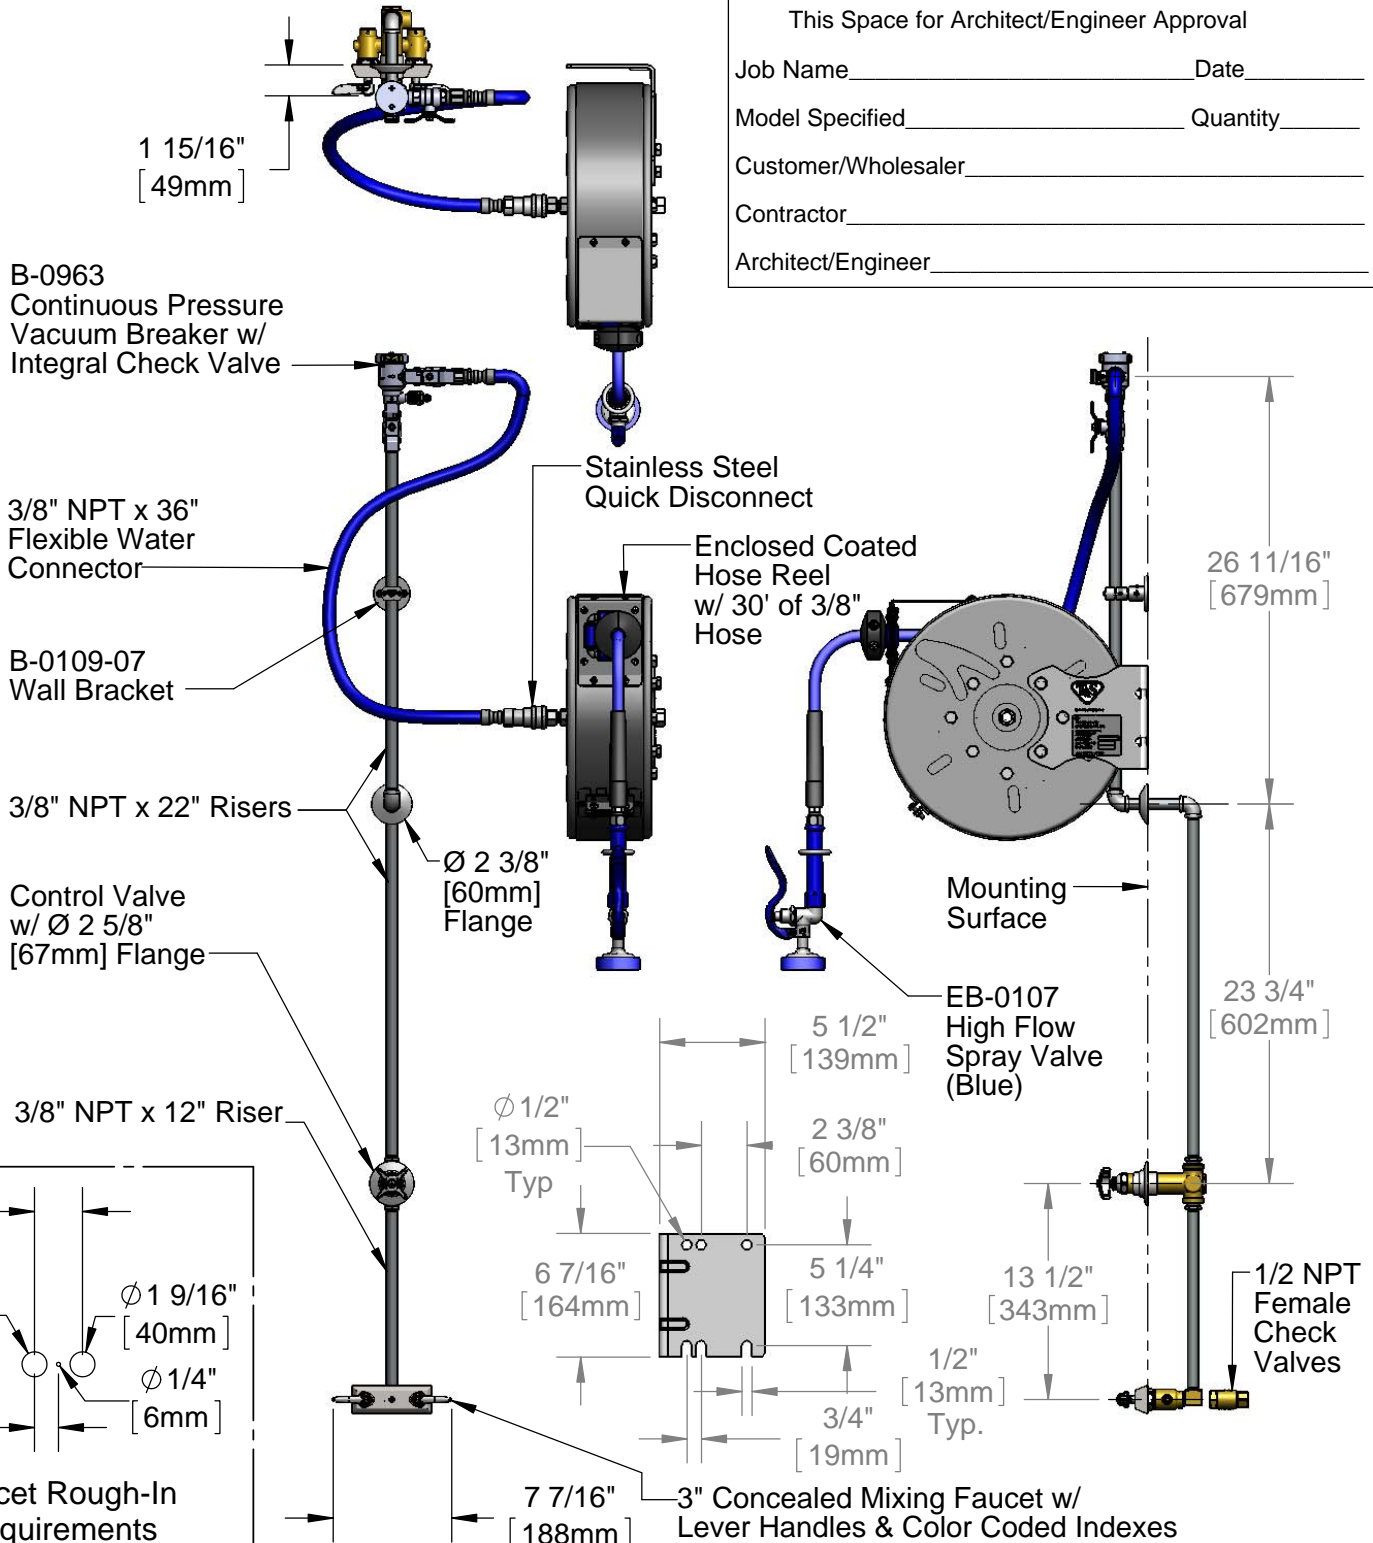 This Space for Architect/Engineer Approval
Job Name Date
Model Specified Quantity
Customer/Wholesaler
Contractor
Architect/Engineer
1 15/16"
[49mm]
B-0963
Continuous Pressure
Vacuum Breaker w/
Integral Check Valve
Stainless Steel
Quick Disconnect
3/8" NPT x 36"
Flexible Water
Connector
Enclosed Coated
Hose Reel
w/ 30' of 3/8"
Hose
26 11/16"
[679mm]
B-0109-07
Wall Bracket
T&S
3/8" NPT x 22" Risers
Ø 2 3/8"
[60mm]
Flange
Control Valve
w/ Ø 2 5/8"
[67mm] Flange
Mounting
Surface
EB-0107
High Flow
Spray Valve
(Blue)
23 3/4"
[602mm]
5 1/2"
[139mm]
3/8" NPT x 12" Riser
Ø 1/2"
[13mm]
Typ
2 3/8"
[60mm]
6 7/16"
[164mm]
5 1/4"
[133mm]
13 1/2"
[343mm]
1/2 NPT
Female
Check
Valves
Ø 1 9/16"
[40mm]
Ø 1/4"
[6mm]
1/2"
[13mm]
Typ.
3/4"
[19mm]
cet Rough-In
quirements
7 7/16"
[188mm]
3" Concealed Mixing Faucet w/
Lever Handles & Color Coded Indexes